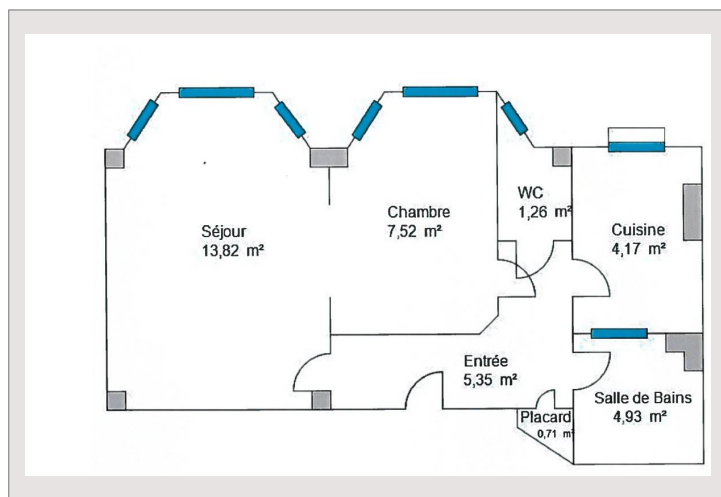 WC
1,26 m²
Chambre
7,52 m²
Séjour
13,82 m²
Cuisine
4,17 m²
Entrée
5,35 m²
Salle de Bains
4,93 m²
Placard
0,71 m²